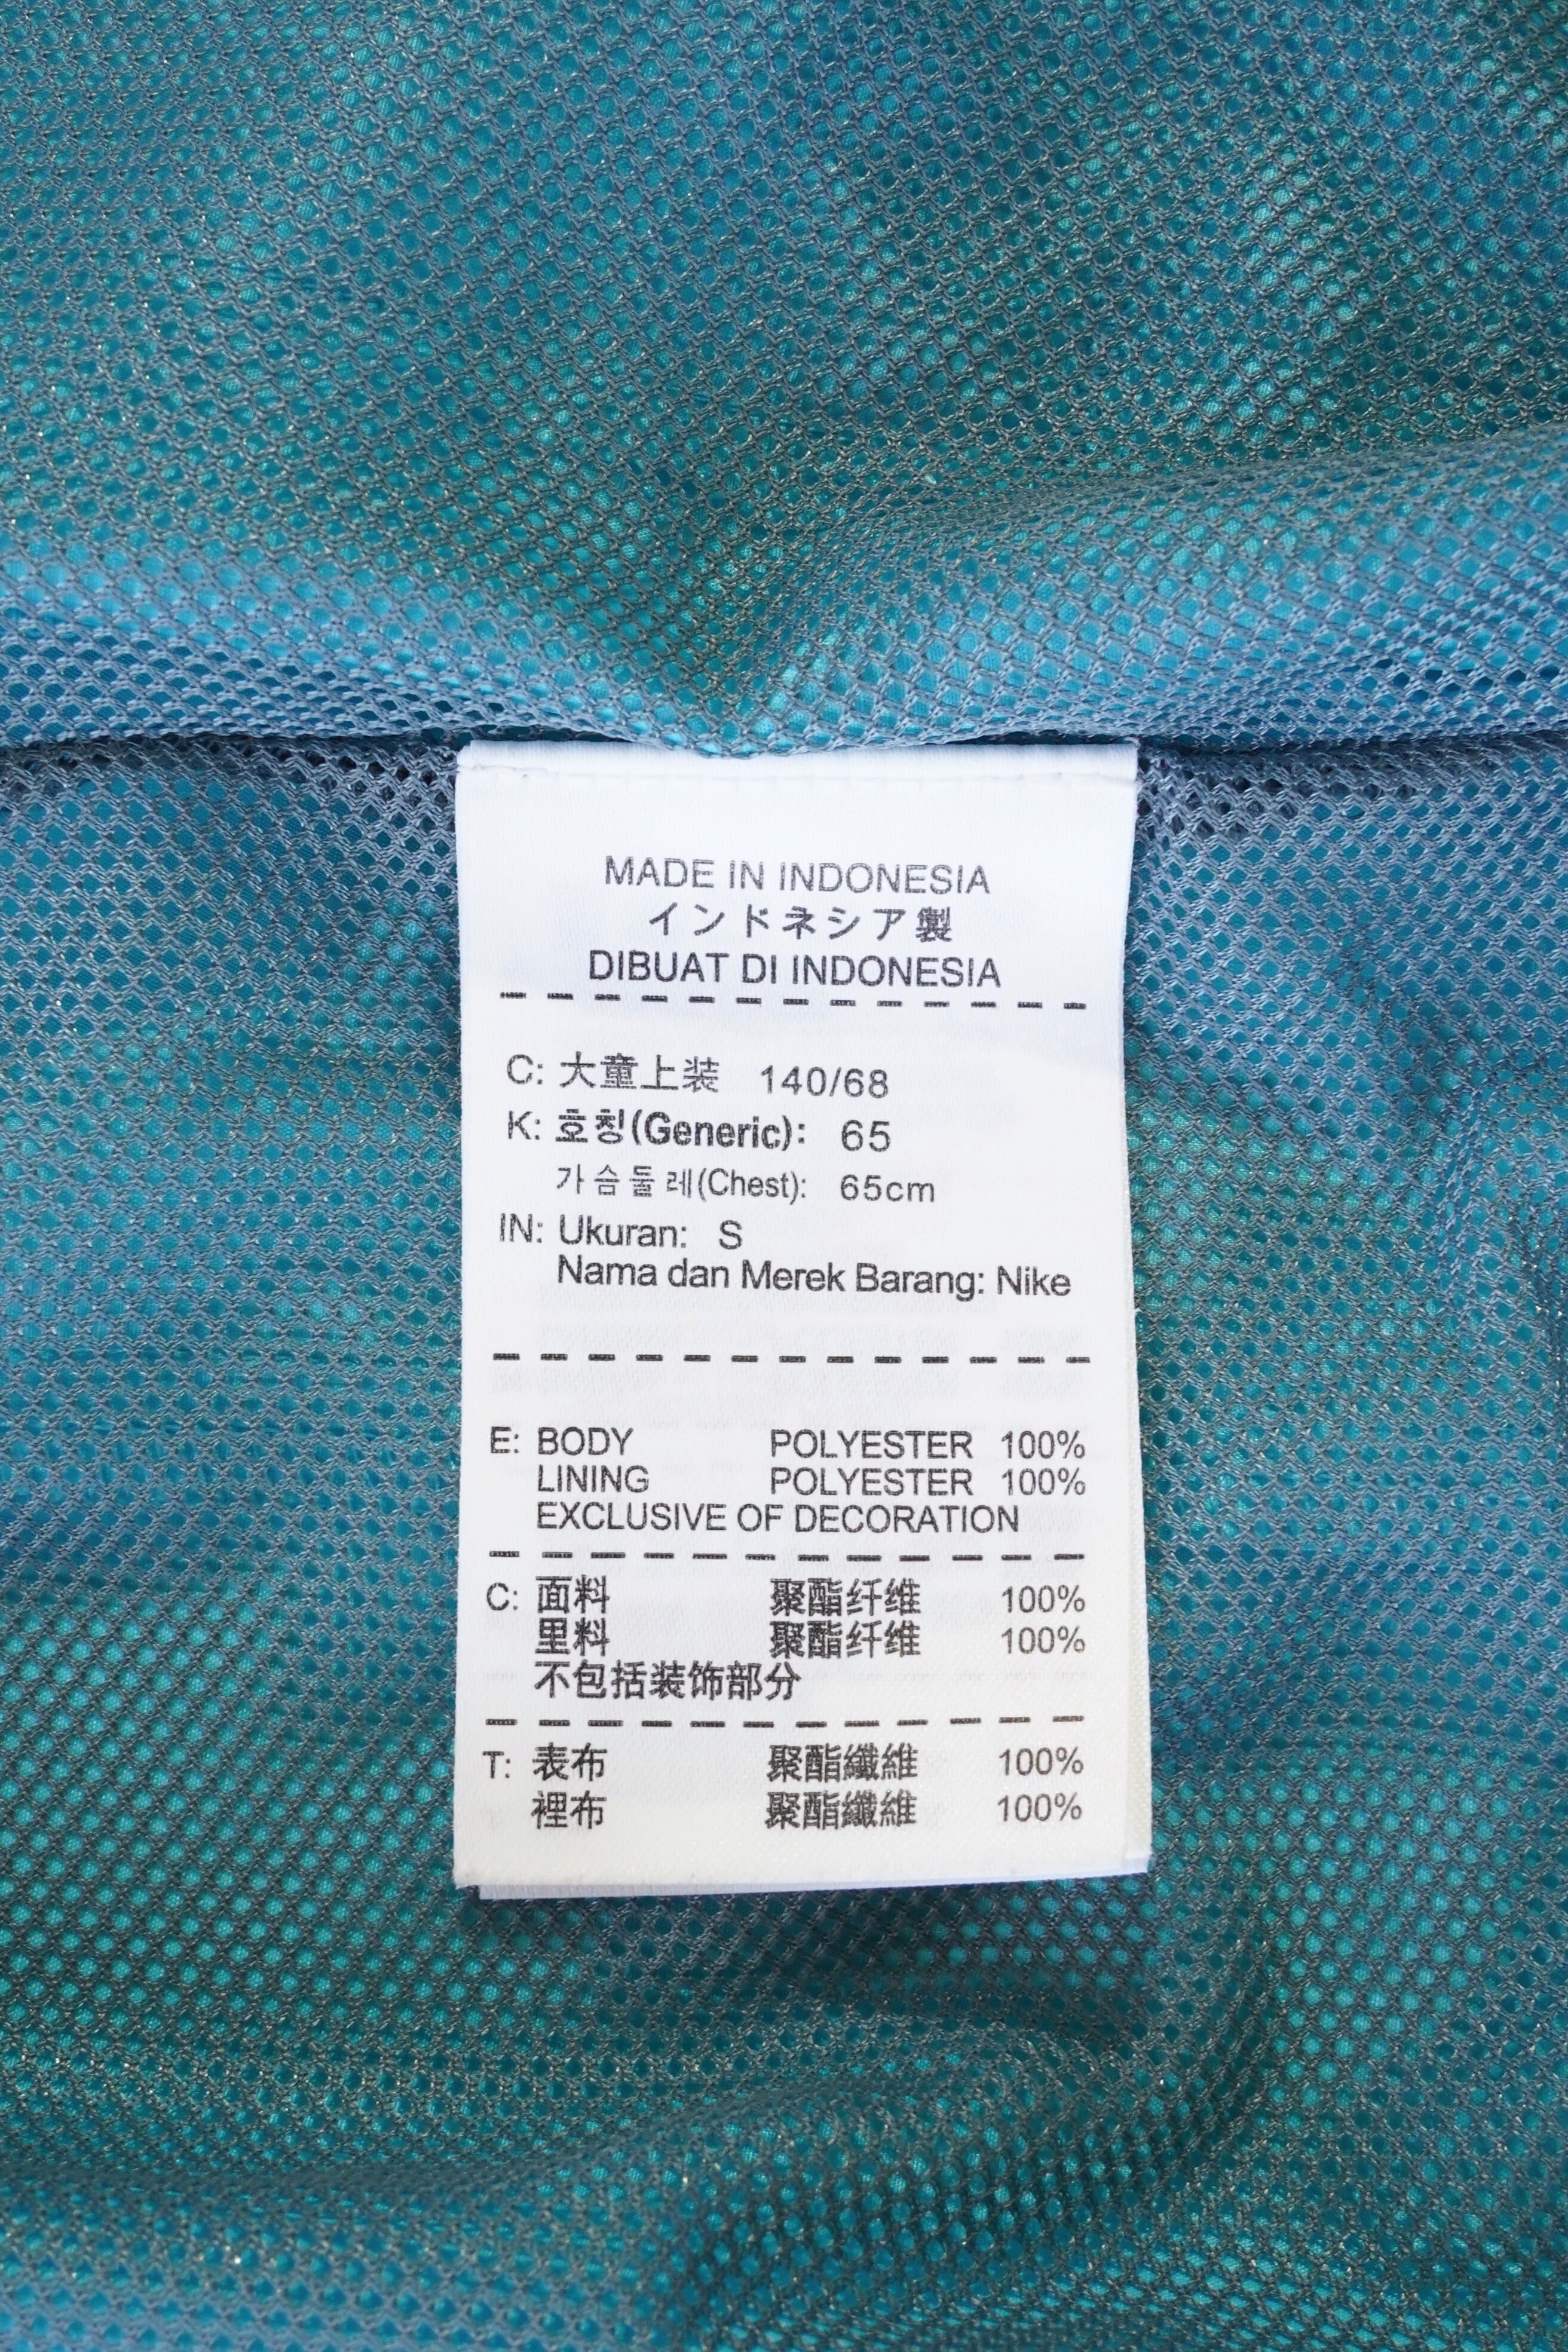 MADE IN INDONESIA
インドネシア製
DIBUAT DI INDONESIA
C: 大童上装 140/68
K: 호칭(Generic): 65
가슴둘레(Chest): 65cm
IN: Ukuran: S
Nama dan Merek Barang: Nike
E: BODY POLYESTER 100%
LINING POLYESTER 100%
EXCLUSIVE OF DECORATION
C: 面料 聚酯纤维 100%
里料 聚酯纤维 100%
不包括装饰部分
T: 表布 聚酯纖維 100%
裡布 聚酯纖維 100%